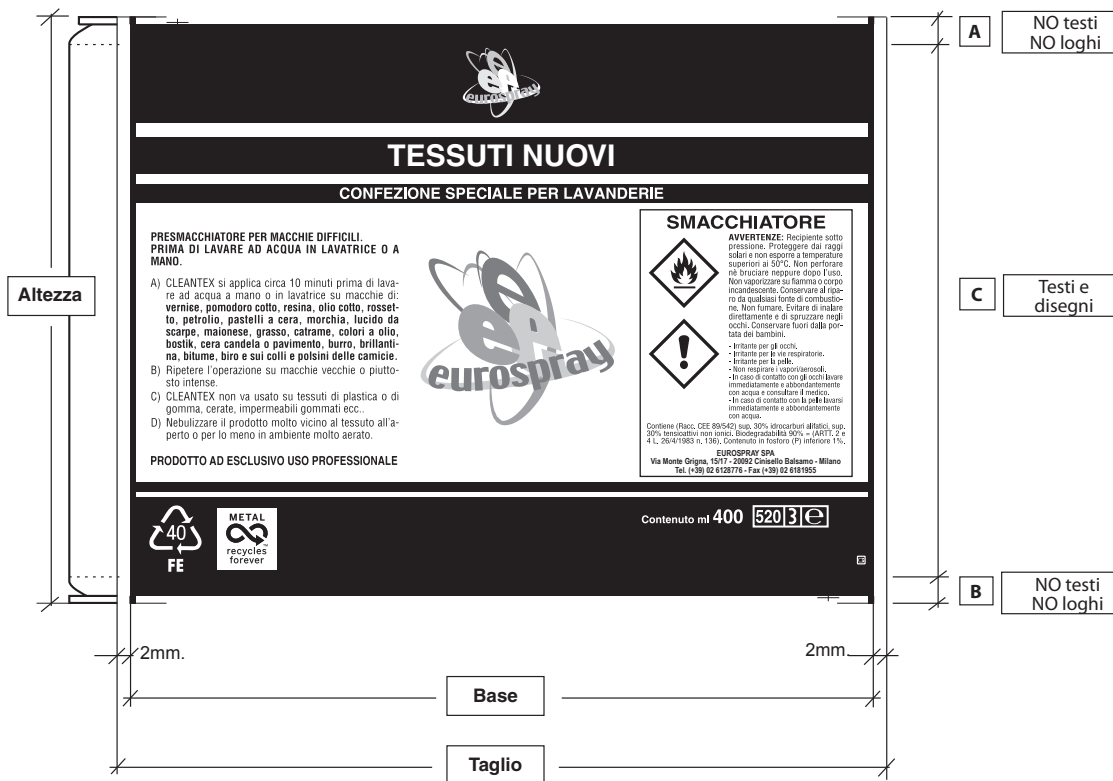 A
NO testi
NO loghi
eurospray
TESSUTI NUOVI
CONFEZIONE SPECIALE PER LAVANDERIE
Altezza
PRESMACCHIATORE PER MACCHIE DIFFICILI.
PRIMA DI LAVARE AD ACQUA IN LAVATRICE O A
MANO.
A) CLEANTEX si applica circa 10 minuti prima di lava-
re ad acqua a mano o in lavatrice su macchie di:
vernice, pomodoro cotto, resina, olio cotto, rosset-
to, petrolio, pastelli a cera, morchia, lucido da
scarpe, maionese, grasso, catrame, colori a olio,
bostik, cera candela o pavimento, burro, brillanti-
na, bitume, biro e sui colli e polsini delle camicie.
B) Ripetere l'operazione su macchie vecchie o piutto-
sto intense.
C) CLEANTEX non va usato su tessuti di plastica o di
gomma, cerate, impermeabili gommati ecc..
D) Nebulizzare il prodotto molto vicino al tessuto all'a-
perto o per lo meno in ambiente molto aerato.
PRODOTTO AD ESCLUSIVO USO PROFESSIONALE
eurospray
SMACCHIATORE
AVVERTENZE: Recipiente sotto
pressione. Proteggere dai raggi
solari e non esporre a temperature
superiori ai 50°C. Non perforare
nè bruciare neppure dopo l'uso.
Non vaporizzare su fiamma o corpo
incandescente. Conservare al ripa-
ro da qualsiasi fonte di combustio-
ne. Non fumare. Evitare di inalare
direttamente e di spruzzare negli
occhi. Conservare fuori dalla por-
tata dei bambini.
- Irritante per gli occhi.
- Irritante per le vie respiratorie.
- Irritante per la pelle.
- Non respirare i vapori/aerosoli.
- In caso di contatto con gli occhi lavare
immediatamente e abbondantemente
con acqua e consultare il medico.
- In caso di contatto con la pelle lavarsi
immediatamente e abbondantemente
con acqua.
Contiene (Racc. CEE 89/542) sup. 30% idrocarburi alifatici, sup.
30% tensioattivi non ionici. Biodegradabilità 90% = (ARTT. 2 e
4 L. 26/4/1983 n. 136). Contenuto in fosforo (P) inferiore 1%.
EUROSPRAY SPA
Via Monte Grigna, 15/17 - 20092 Cinisello Balsamo - Milano
Tel. (+39) 02 6128776 - Fax (+39) 02 6181955
C
Testi e
disegni
40
FE
METAL
recycles
forever
™
Contenuto ml 400 520 3 e
B
NO testi
NO loghi
2mm.
2mm.
Base
Taglio